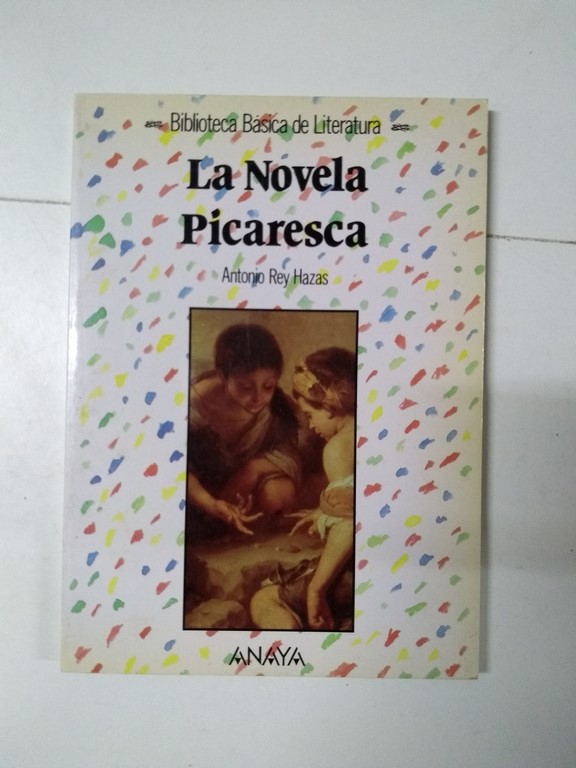 Biblioteca Básica de Literatura
La Novela
Picaresca
Antonio Rey Hazas
ANAYA